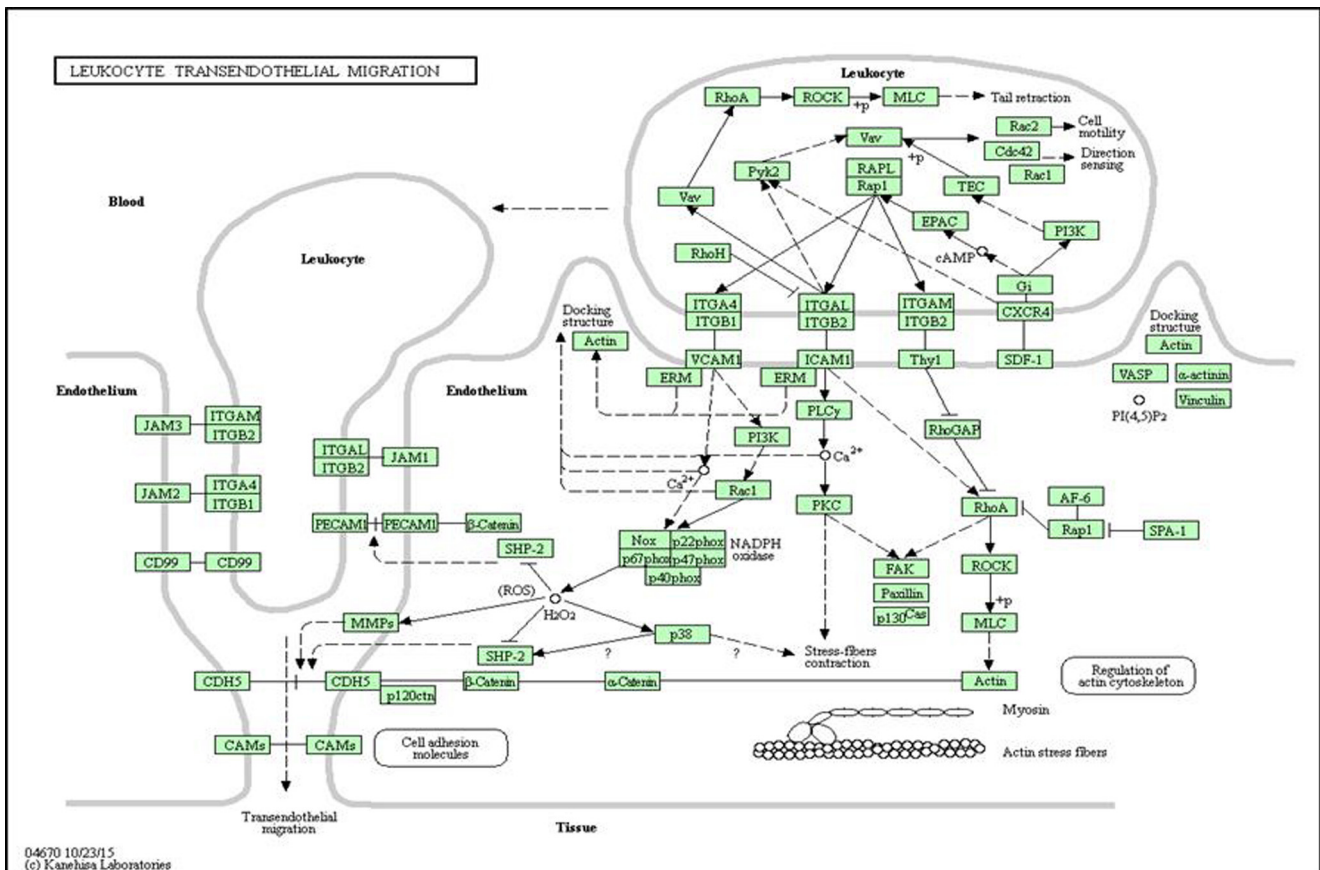 LEUKOCYTE TRANSENDOTHELIAL MIGRATION
Leukocyte
RhoA
ROCK
+p
MLC
Tail retraction
Rac2
Cell
motility
Vav
+p
Cdc42
Direction
sensing
Rac1
Pyk2
RAPL
Rap1
TEC
Vav
EPAC
PI3K
RhoH
cAMP
Gi
ITGA4
ITGB1
ITGAL
ITGB2
ITGAM
ITGB2
CXCR4
VCAM1
ICAM1
Thy1
SDF-1
Blood
Leukocyte
Docking
structure
Actin
Docking
structure
Actin
VASP
α-actinin
PI(4,5)P2
Vinculin
Endothelium
Endothelium
ERM
ERM
PLCγ
PI3K
RhoGAP
Ca2+
Ca2+
Rac1
PKC
RhoA
AF-6
Rap1
SPA-1
JAM3
ITGAM
ITGB2
ITGAL
ITGB2
JAM1
JAM2
ITGA4
ITGB1
PECAM1
PECAM1
β-Catenin
CD99
CD99
SHP-2
Nox
p22phox
p67phox
p47phox
p40phox
NADPH
oxidase
FAK
Paxillin
p130Cas
ROCK
+p
MLC
(ROS)
H2O2
MMPs
p38
SHP-2
?
?
Stress-fibers
contraction
CDH5
CDH5
p120ctn
β-Catenin
α-Catenin
Actin
Regulation of
actin cytoskeleton
CAMs
CAMs
Cell adhesion
molecules
Myosin
Actin stress fibers
Transendothelial
migration
Tissue
04670 10/23/15
(c) Kanehisa Laboratories